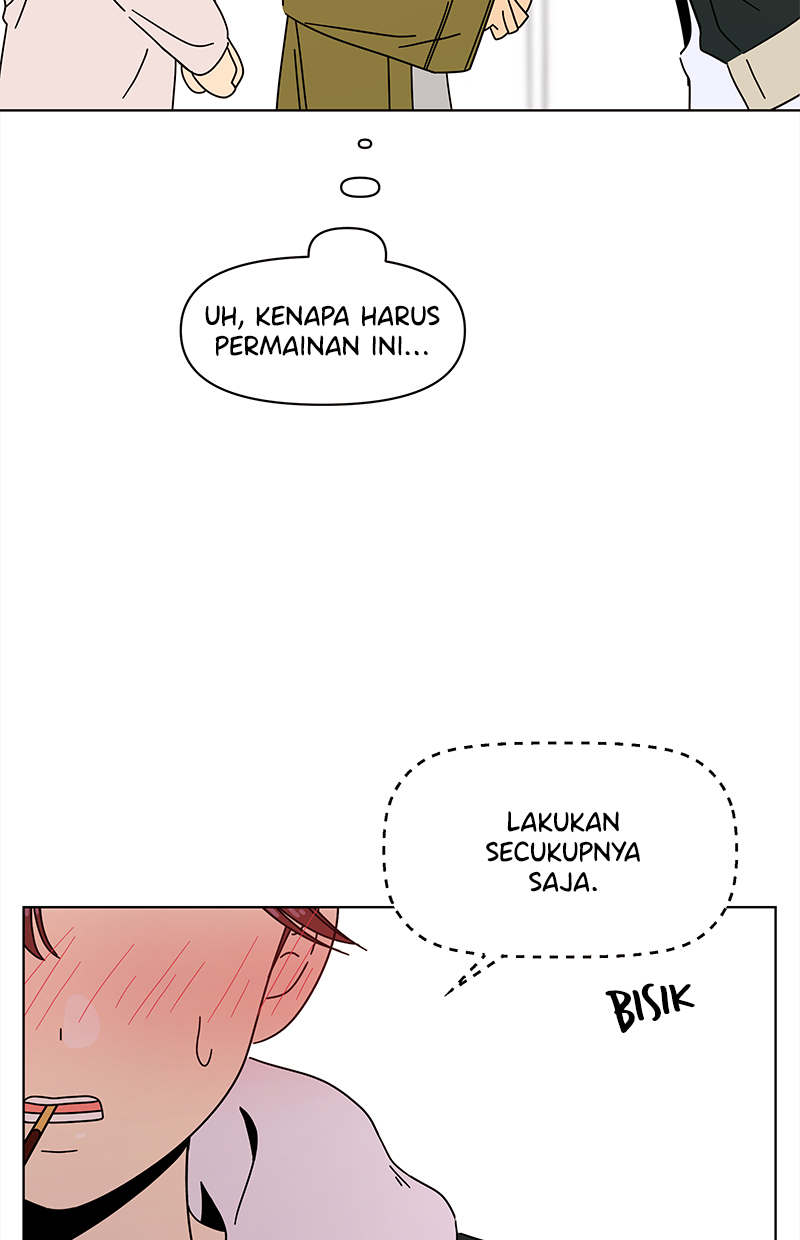 UH, KENAPA HARUS
PERMAINAN INI...
LAKUKAN
SECUKUPNYA
SAJA.
BISIK